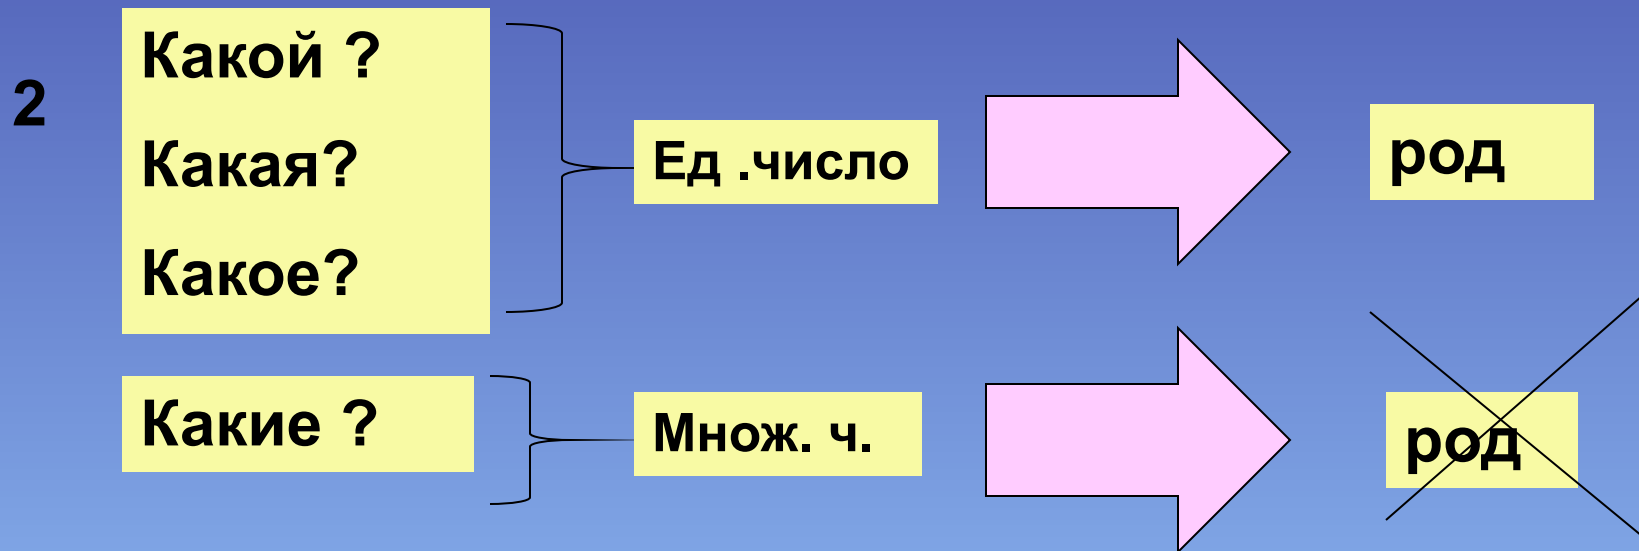 2
Какой ?
Какая?
Какое?
Ед .число
род
Какие ?
Множ. ч.
род